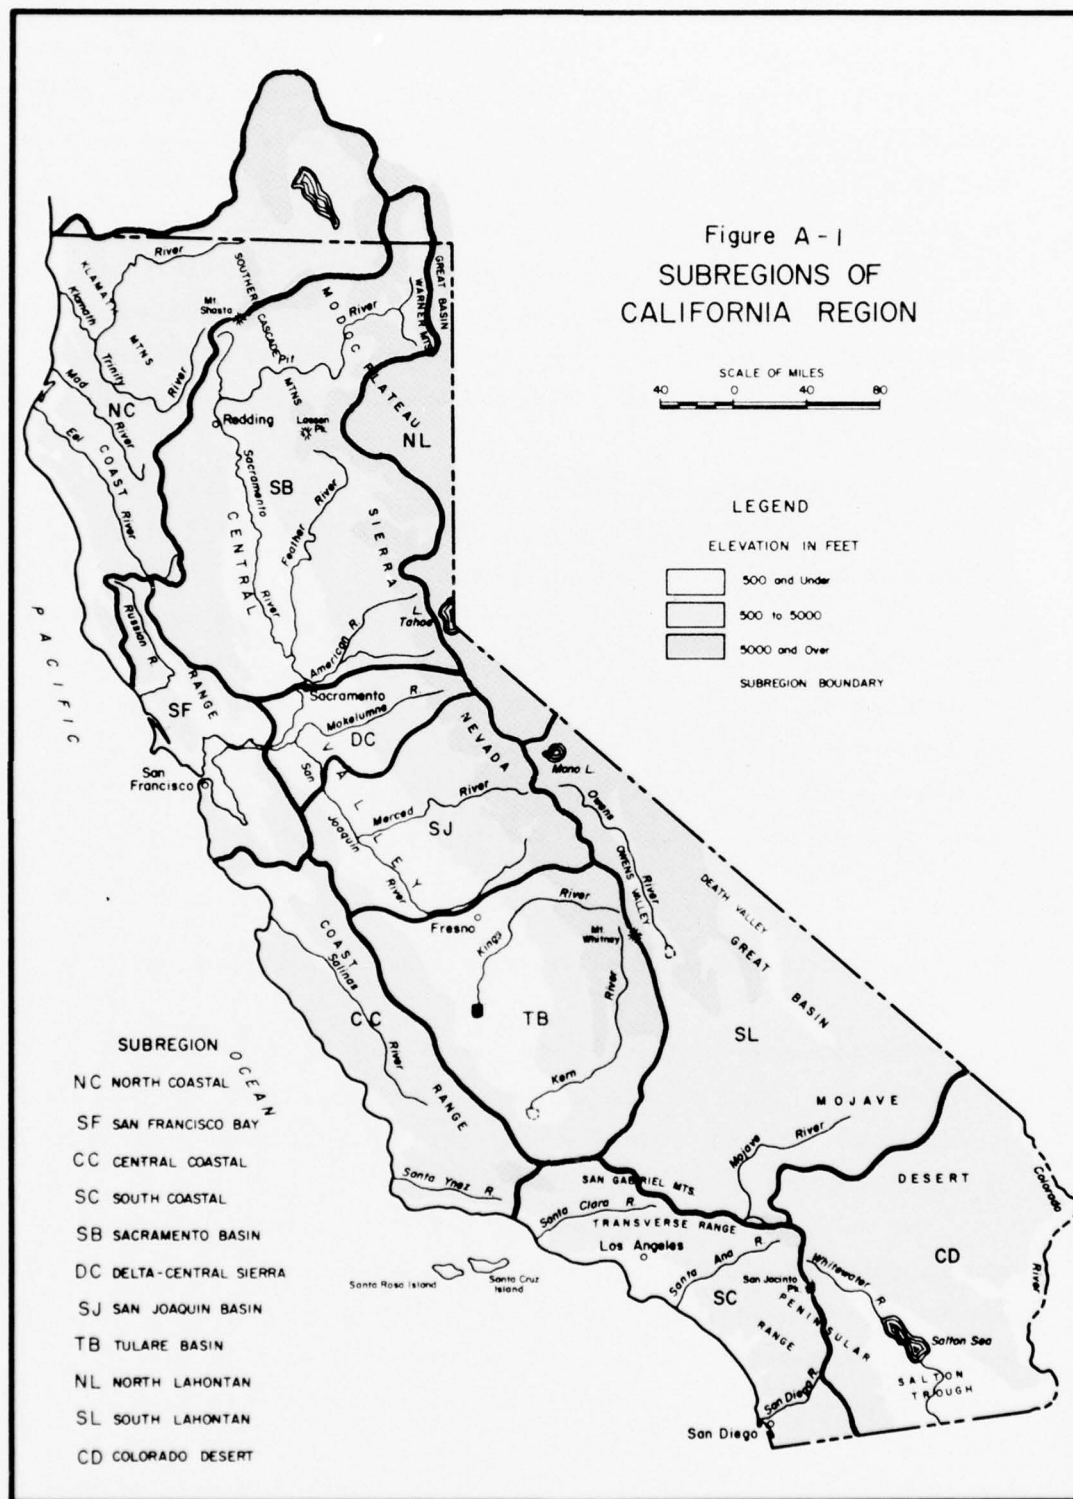 Figure A-1
SUBREGIONS OF
CALIFORNIA REGION
SCALE OF MILES
40 0 40 80
LEGEND
ELEVATION IN FEET
500 and Under
500 to 5000
5000 and Over
SUBREGION BOUNDARY
River
KLAMATH
MTNS
Klamath
Trinity
River
Mt.
Shasta
SOUTHERN
CASCADE
MTNS
Pit
River
MODOC
PLATEAU
WARNER MTS.
GREAT BASIN
Mad
River
NC
Eel
River
COAST
RANGE
Redding
Lassen
Pk.
NL
SB
Sacramento
River
Feather
River
CENTRAL
VALLEY
SIERRA
NEVADA
L.
Tahoe
American R.
Russian R.
PACIFIC
OCEAN
SF
Sacramento
Mokelumne R.
DC
San
Joaquin
River
San
Francisco
Merced River
SJ
Mono L.
Owens
River
OWENS VALLEY
DEATH VALLEY
GREAT
BASIN
Fresno
Kings
River
Mt.
Whitney
COAST
RANGE
Salinas
River
CC
TB
River
Kern
SL
MOJAVE
DESERT
Mojave River
Santa Ynez R.
SAN GABRIEL MTS.
Santa Clara R.
TRANSVERSE RANGE
Los Angeles
Santa Ana R.
Santa Rosa Island
Santa Cruz
Island
SC
San Jacinto
Pk.
PENINSULAR
RANGE
Whitewater R.
CD
Colorado
River
Salton Sea
SALTON
TROUGH
San Diego R.
San Diego
SUBREGION
NC NORTH COASTAL
SF SAN FRANCISCO BAY
CC CENTRAL COASTAL
SC SOUTH COASTAL
SB SACRAMENTO BASIN
DC DELTA-CENTRAL SIERRA
SJ SAN JOAQUIN BASIN
TB TULARE BASIN
NL NORTH LAHONTAN
SL SOUTH LAHONTAN
CD COLORADO DESERT